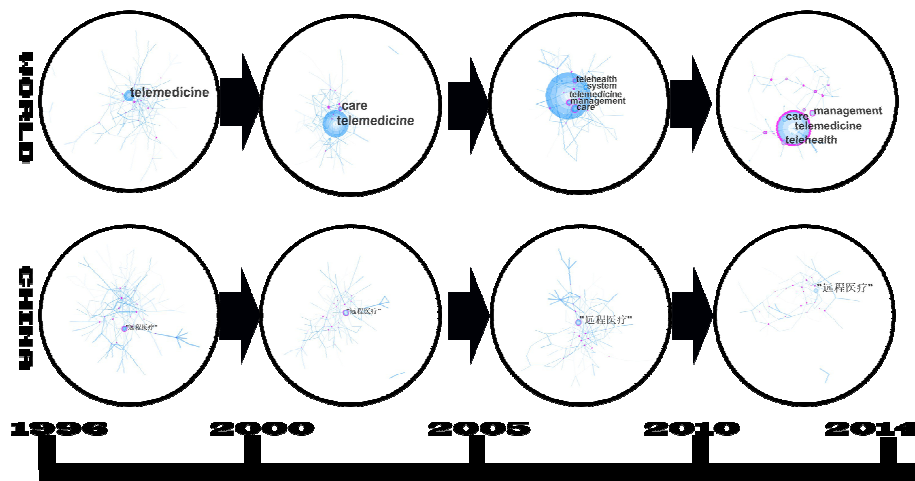 WORLD
telemedicine
care
telemedicine
telehealth
system
telemedicine
management
care
management
care
telemedicine
telehealth
CHINA
"远程医疗"
"远程医疗"
"远程医疗"
"远程医疗"
1996 2000 2005 2010 2014